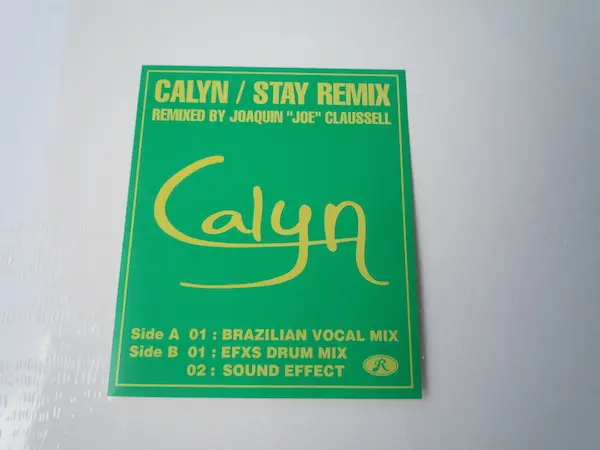 CALYN / STAY REMIX
REMIXED BY JOAQUIN "JOE" CLAUSSELL
Calyn
Side A 01 : BRAZILIAN VOCAL MIX
Side B 01 : EFXS DRUM MIX
02 : SOUND EFFECT
R